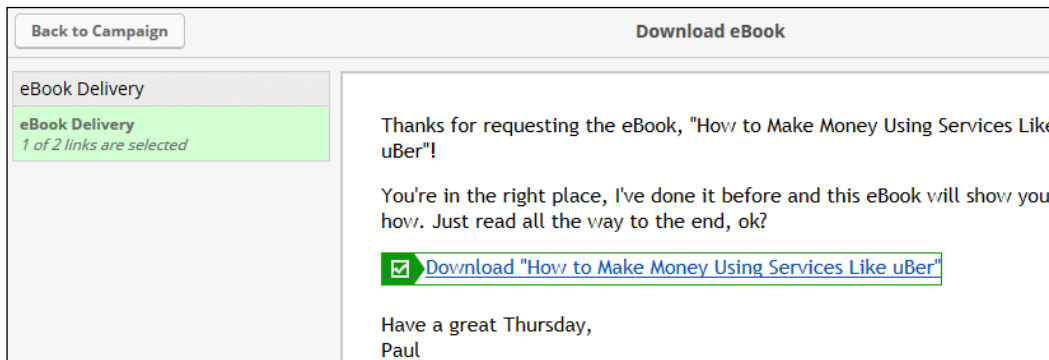 Back to Campaign
Download eBook
eBook Delivery
eBook Delivery
1 of 2 links are selected
Thanks for requesting the eBook, "How to Make Money Using Services Like
uBer"!
You're in the right place, I've done it before and this eBook will show you
how. Just read all the way to the end, ok?
Download "How to Make Money Using Services Like uBer"
Have a great Thursday,
Paul